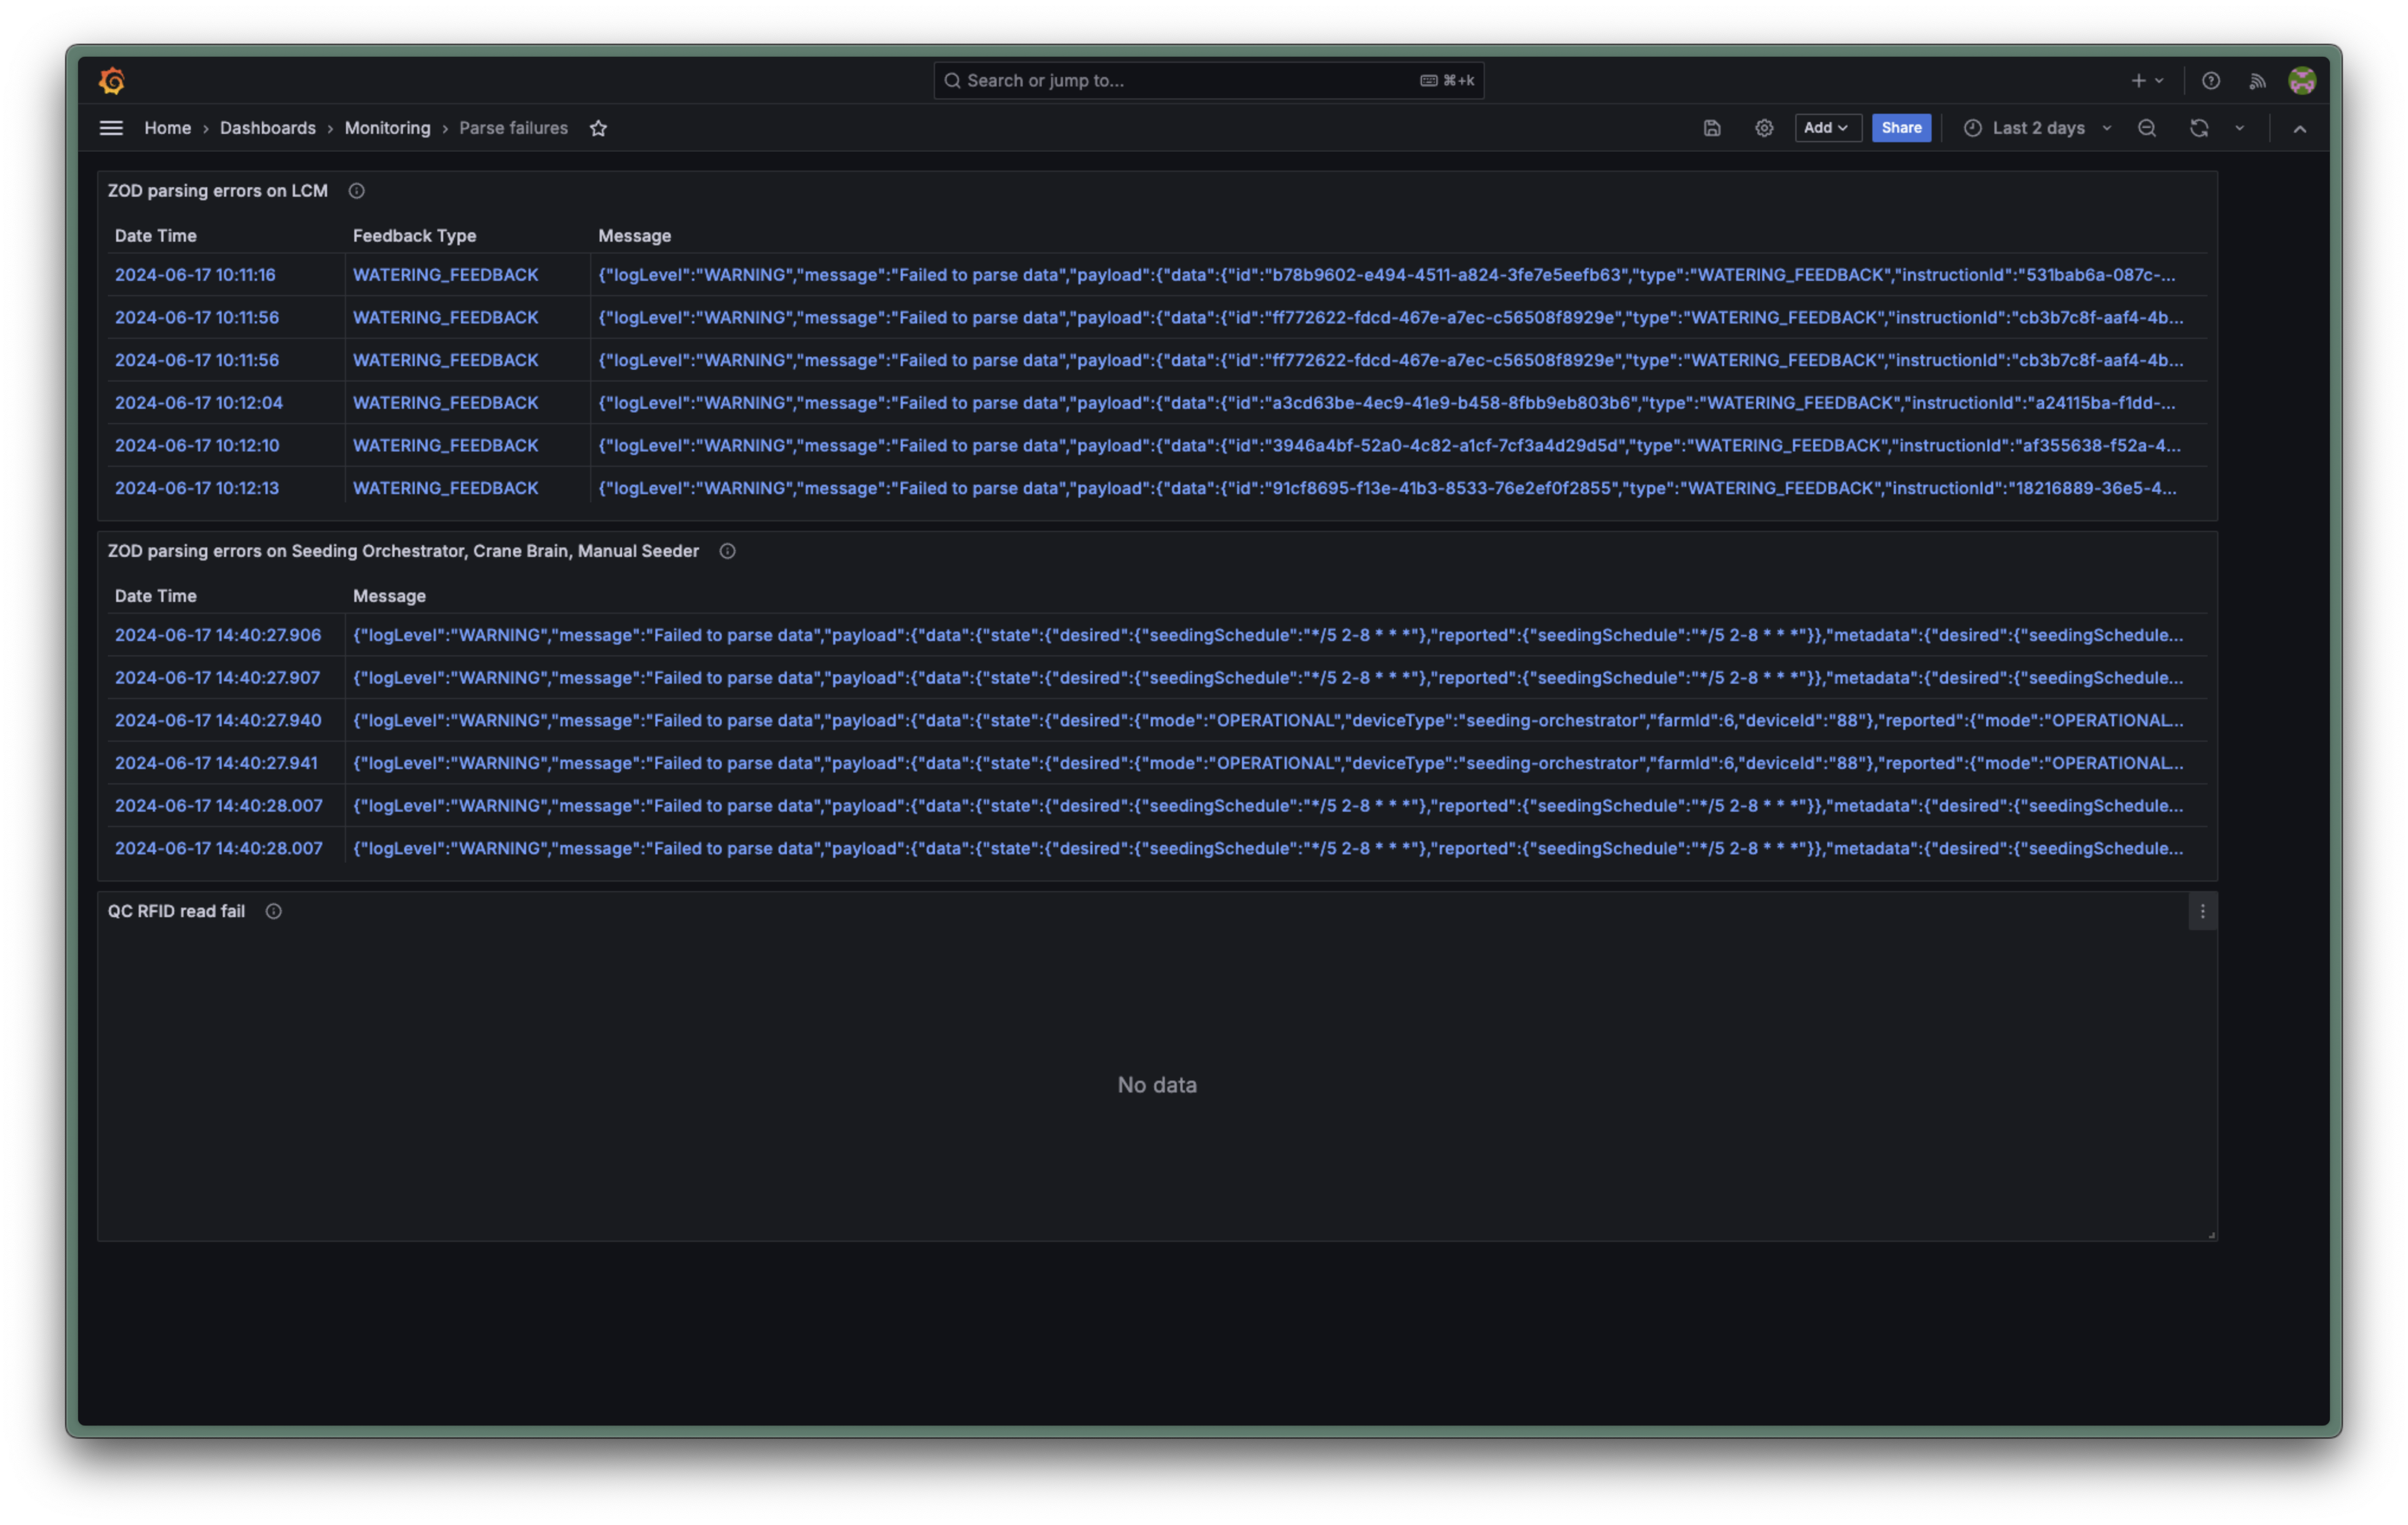 Search or jump to... ⌘+k
Home › Dashboards › Monitoring › Parse failures
Add Share Last 2 days
ZOD parsing errors on LCM
Date Time Feedback Type Message
2024-06-17 10:11:16 WATERING_FEEDBACK {"logLevel":"WARNING","message":"Failed to parse data","payload":{"data":{"id":"b78b9602-e494-4511-a824-3fe7e5eefb63","type":"WATERING_FEEDBACK","instructionId":"531bab6a-087c-...
2024-06-17 10:11:56 WATERING_FEEDBACK {"logLevel":"WARNING","message":"Failed to parse data","payload":{"data":{"id":"ff772622-fdcd-467e-a7ec-c56508f8929e","type":"WATERING_FEEDBACK","instructionId":"cb3b7c8f-aaf4-4b...
2024-06-17 10:11:56 WATERING_FEEDBACK {"logLevel":"WARNING","message":"Failed to parse data","payload":{"data":{"id":"ff772622-fdcd-467e-a7ec-c56508f8929e","type":"WATERING_FEEDBACK","instructionId":"cb3b7c8f-aaf4-4b...
2024-06-17 10:12:04 WATERING_FEEDBACK {"logLevel":"WARNING","message":"Failed to parse data","payload":{"data":{"id":"a3cd63be-4ec9-41e9-b458-8fbb9eb803b6","type":"WATERING_FEEDBACK","instructionId":"a24115ba-f1dd-...
2024-06-17 10:12:10 WATERING_FEEDBACK {"logLevel":"WARNING","message":"Failed to parse data","payload":{"data":{"id":"3946a4bf-52a0-4c82-a1cf-7cf3a4d29d5d","type":"WATERING_FEEDBACK","instructionId":"af355638-f52a-4...
2024-06-17 10:12:13 WATERING_FEEDBACK {"logLevel":"WARNING","message":"Failed to parse data","payload":{"data":{"id":"91cf8695-f13e-41b3-8533-76e2ef0f2855","type":"WATERING_FEEDBACK","instructionId":"18216889-36e5-4...
ZOD parsing errors on Seeding Orchestrator, Crane Brain, Manual Seeder
Date Time Message
2024-06-17 14:40:27.906 {"logLevel":"WARNING","message":"Failed to parse data","payload":{"data":{"state":{"desired":{"seedingSchedule":"*/5 2-8 * * *"},"reported":{"seedingSchedule":"*/5 2-8 * * *"}},"metadata":{"desired":{"seedingSchedule...
2024-06-17 14:40:27.907 {"logLevel":"WARNING","message":"Failed to parse data","payload":{"data":{"state":{"desired":{"seedingSchedule":"*/5 2-8 * * *"},"reported":{"seedingSchedule":"*/5 2-8 * * *"}},"metadata":{"desired":{"seedingSchedule...
2024-06-17 14:40:27.940 {"logLevel":"WARNING","message":"Failed to parse data","payload":{"data":{"state":{"desired":{"mode":"OPERATIONAL","deviceType":"seeding-orchestrator","farmId":6,"deviceId":"88"},"reported":{"mode":"OPERATIONAL...
2024-06-17 14:40:27.941 {"logLevel":"WARNING","message":"Failed to parse data","payload":{"data":{"state":{"desired":{"mode":"OPERATIONAL","deviceType":"seeding-orchestrator","farmId":6,"deviceId":"88"},"reported":{"mode":"OPERATIONAL...
2024-06-17 14:40:28.007 {"logLevel":"WARNING","message":"Failed to parse data","payload":{"data":{"state":{"desired":{"seedingSchedule":"*/5 2-8 * * *"},"reported":{"seedingSchedule":"*/5 2-8 * * *"}},"metadata":{"desired":{"seedingSchedule...
2024-06-17 14:40:28.007 {"logLevel":"WARNING","message":"Failed to parse data","payload":{"data":{"state":{"desired":{"seedingSchedule":"*/5 2-8 * * *"},"reported":{"seedingSchedule":"*/5 2-8 * * *"}},"metadata":{"desired":{"seedingSchedule...
QC RFID read fail
No data